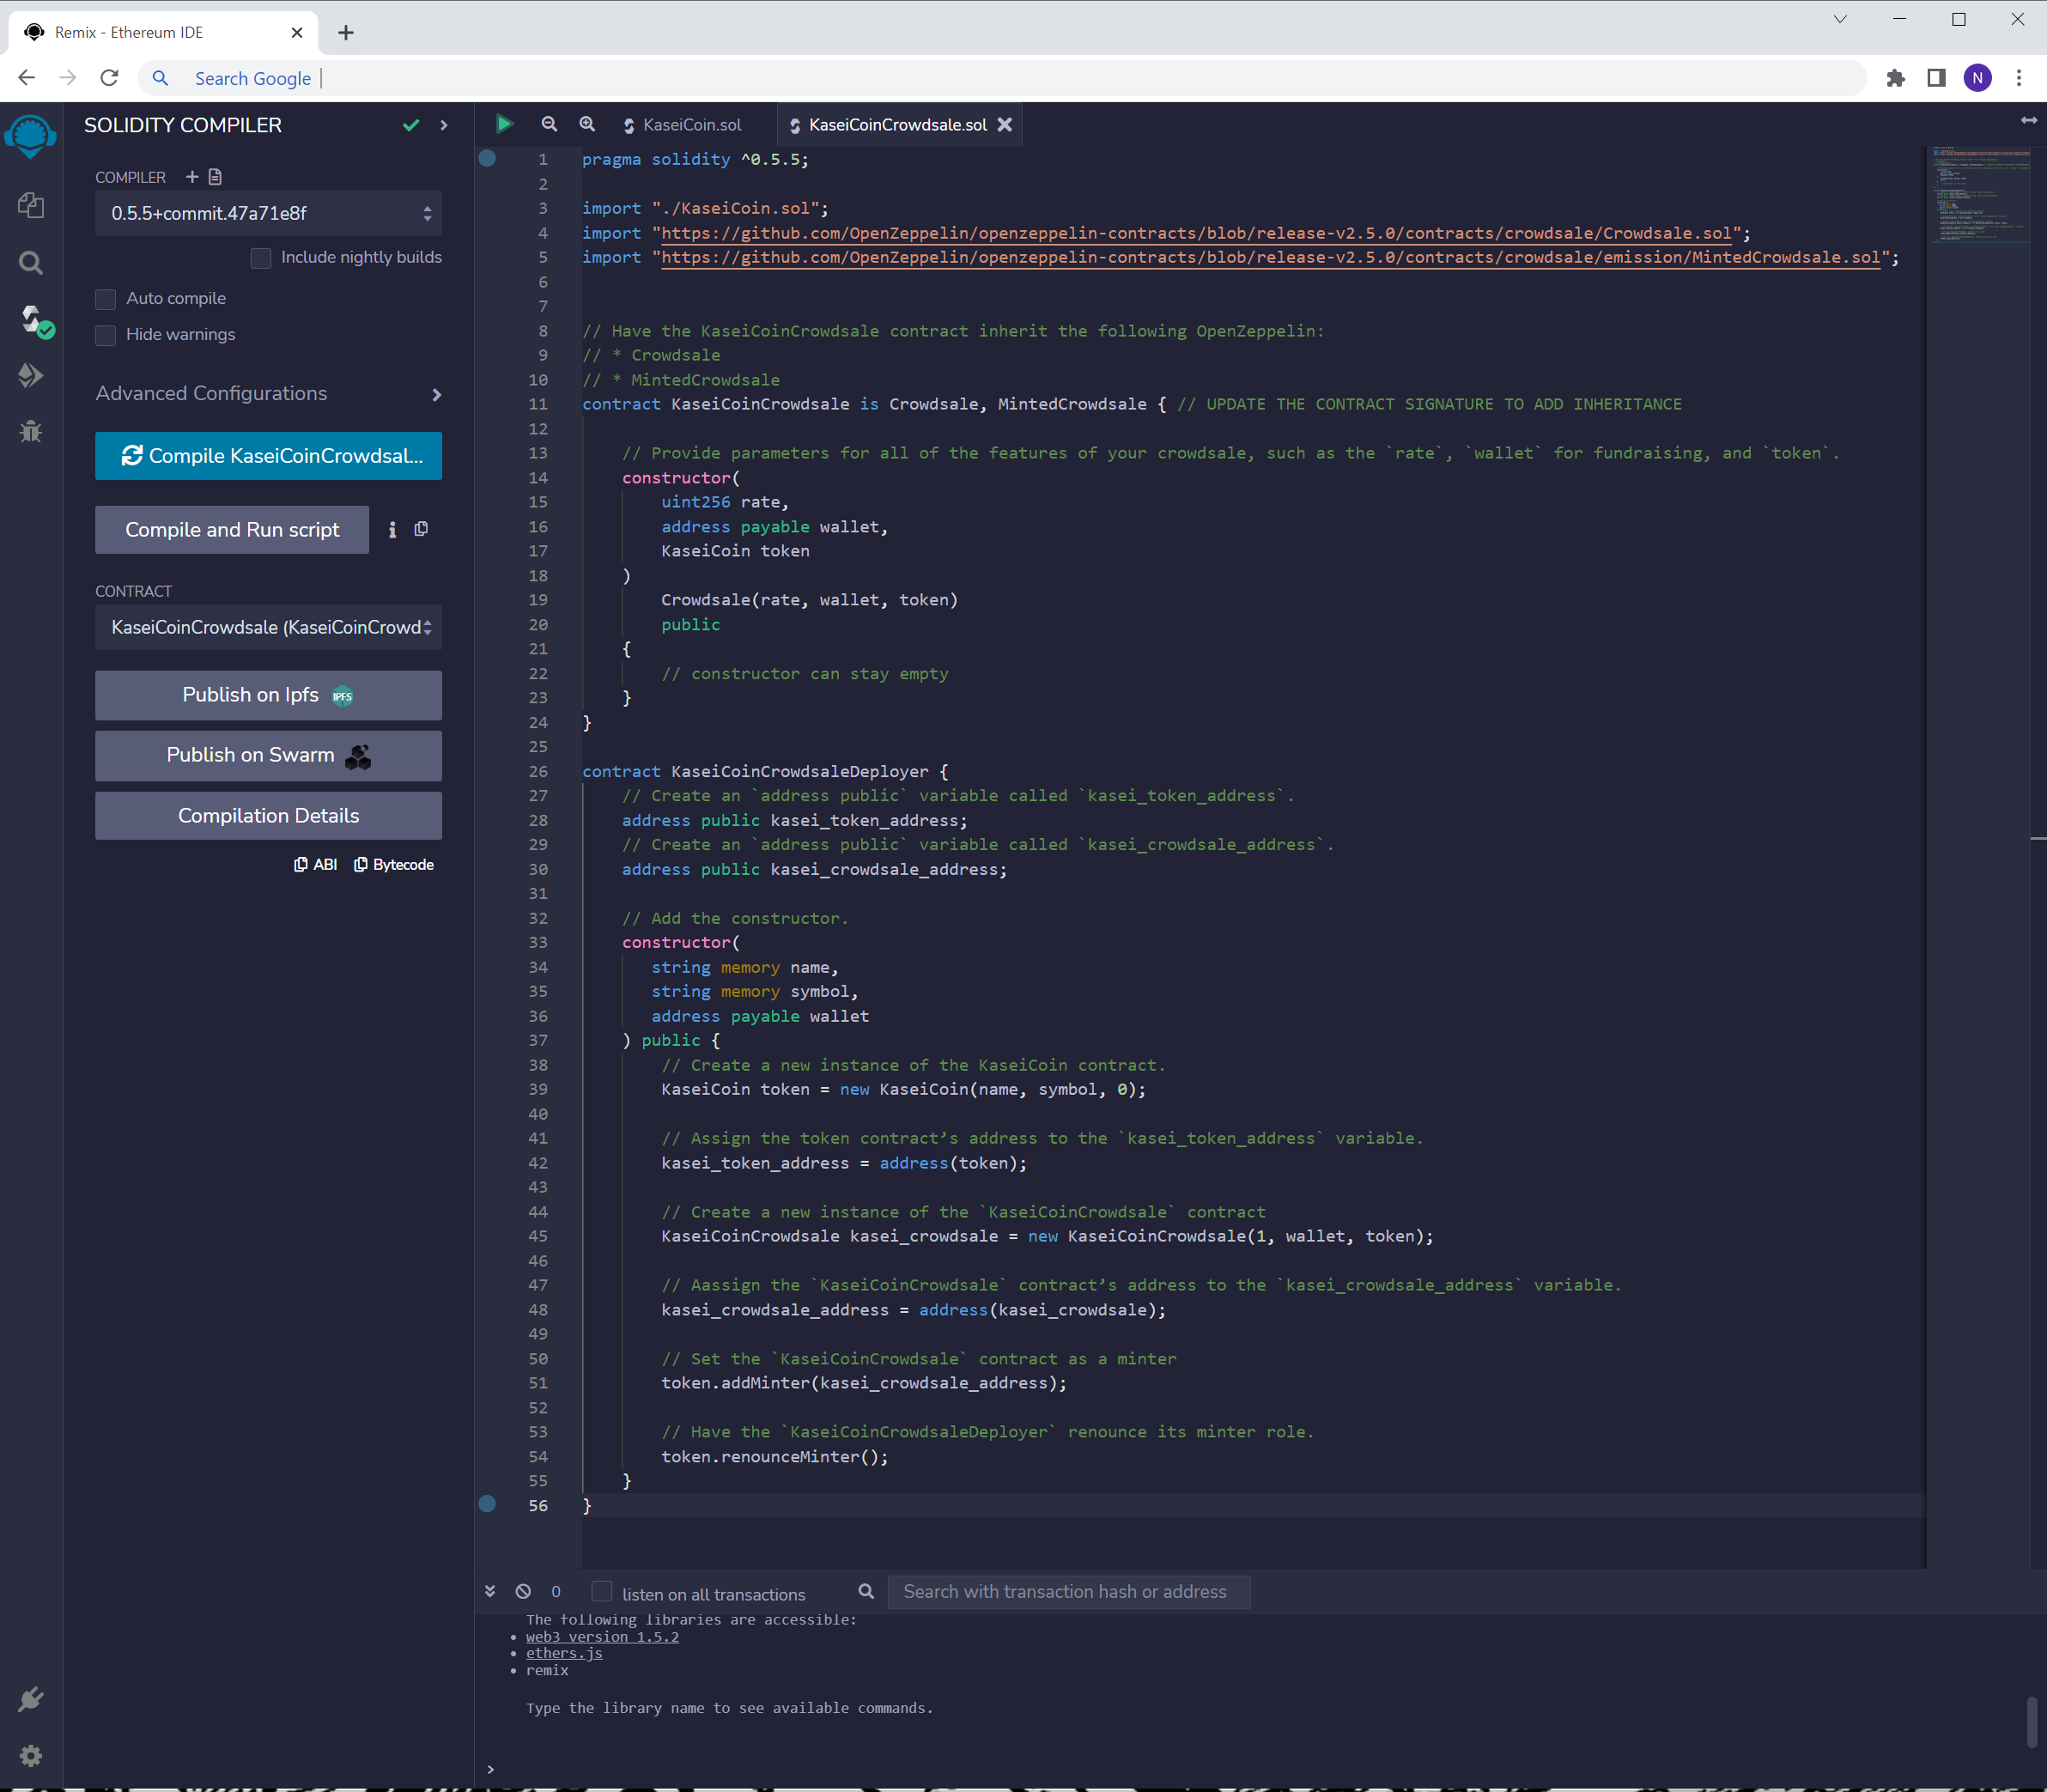 Remix - Ethereum IDE
Search Google
N
SOLIDITY COMPILER
COMPILER
0.5.5+commit.47a71e8f
Include nightly builds
Auto compile
Hide warnings
Advanced Configurations
Compile KaseiCoinCrowdsal...
Compile and Run script
CONTRACT
KaseiCoinCrowdsale (KaseiCoinCrowd
Publish on Ipfs IPFS
Publish on Swarm
Compilation Details
ABI Bytecode
KaseiCoin.sol KaseiCoinCrowdsale.sol
1 pragma solidity ^0.5.5;
2
3 import "./KaseiCoin.sol";
4 import "https://github.com/OpenZeppelin/openzeppelin-contracts/blob/release-v2.5.0/contracts/crowdsale/Crowdsale.sol";
5 import "https://github.com/OpenZeppelin/openzeppelin-contracts/blob/release-v2.5.0/contracts/crowdsale/emission/MintedCrowdsale.sol";
6
7
8 // Have the KaseiCoinCrowdsale contract inherit the following OpenZeppelin:
9 // * Crowdsale
10 // * MintedCrowdsale
11 contract KaseiCoinCrowdsale is Crowdsale, MintedCrowdsale { // UPDATE THE CONTRACT SIGNATURE TO ADD INHERITANCE
12
13 // Provide parameters for all of the features of your crowdsale, such as the `rate`, `wallet` for fundraising, and `token`.
14 constructor(
15 uint256 rate,
16 address payable wallet,
17 KaseiCoin token
18 )
19 Crowdsale(rate, wallet, token)
20 public
21 {
22 // constructor can stay empty
23 }
24 }
25
26 contract KaseiCoinCrowdsaleDeployer {
27 // Create an `address public` variable called `kasei_token_address`.
28 address public kasei_token_address;
29 // Create an `address public` variable called `kasei_crowdsale_address`.
30 address public kasei_crowdsale_address;
31
32 // Add the constructor.
33 constructor(
34 string memory name,
35 string memory symbol,
36 address payable wallet
37 ) public {
38 // Create a new instance of the KaseiCoin contract.
39 KaseiCoin token = new KaseiCoin(name, symbol, 0);
40
41 // Assign the token contract’s address to the `kasei_token_address` variable.
42 kasei_token_address = address(token);
43
44 // Create a new instance of the `KaseiCoinCrowdsale` contract
45 KaseiCoinCrowdsale kasei_crowdsale = new KaseiCoinCrowdsale(1, wallet, token);
46
47 // Aassign the `KaseiCoinCrowdsale` contract’s address to the `kasei_crowdsale_address` variable.
48 kasei_crowdsale_address = address(kasei_crowdsale);
49
50 // Set the `KaseiCoinCrowdsale` contract as a minter
51 token.addMinter(kasei_crowdsale_address);
52
53 // Have the `KaseiCoinCrowdsaleDeployer` renounce its minter role.
54 token.renounceMinter();
55 }
56 }
0 listen on all transactions Search with transaction hash or address
The following libraries are accessible:
• web3 version 1.5.2
• ethers.js
• remix
Type the library name to see available commands.
>